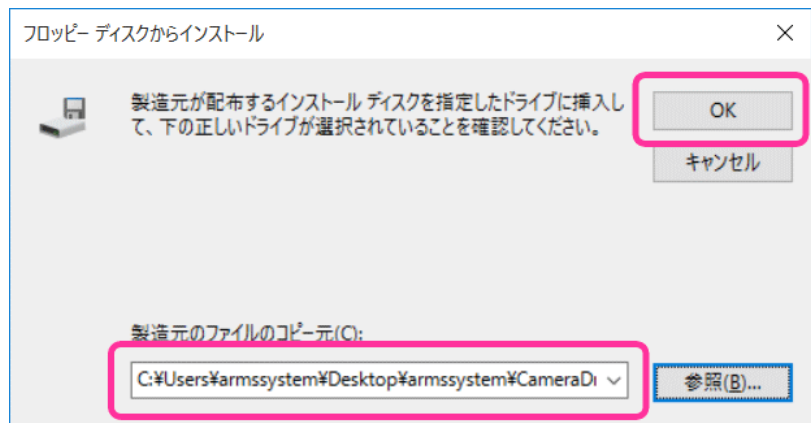 フロッピー ディスクからインストール
製造元が配布するインストール ディスクを指定したドライブに挿入し
て、下の正しいドライブが選択されていることを確認してください。
OK
キャンセル
製造元のファイルのコピー元(C):
C:¥Users¥armssystem¥Desktop¥armssystem¥CameraD
参照(B)...